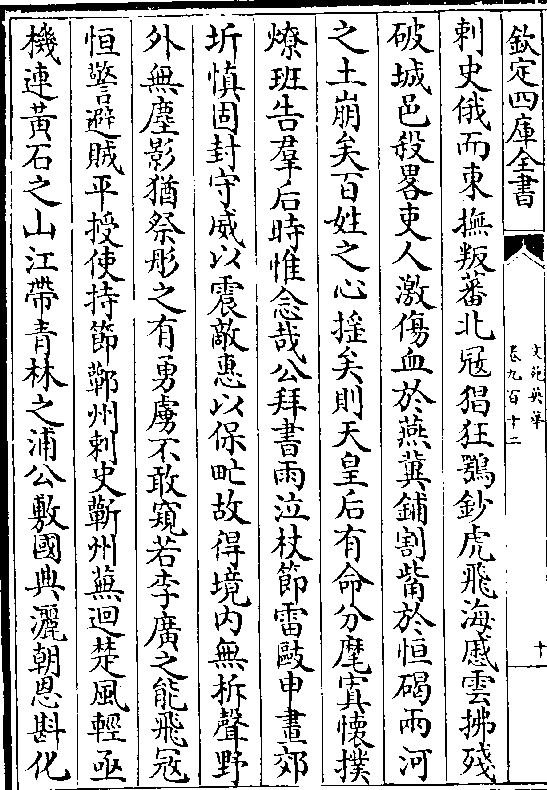 欽定四庫全書
文苑英華
卷九百十二
十
刺史俄而東撫叛蕃北冦猖狂鶚鈔虎飛海慼雲拂殘
破城邑殺畧吏人激傷血於燕冀鋪割胔於恒碣兩河
之土崩矣百姓之心揺矣則天皇后有命分麾寘懐撲
燎班告羣后時惟念哉公拜書雨泣杖節雷敺申畫郊
圻慎固封守威以震敵惠以保甿故得境内無柝聲野
外無塵影猶祭彤之有勇虜不敢窺若李廣之能飛冦
恒警避賊平授使持節鄿州刺史蘄州蕪迴楚風輕亟
機連黄石之山江帶青林之浦公敷國典灑朝恩斟化